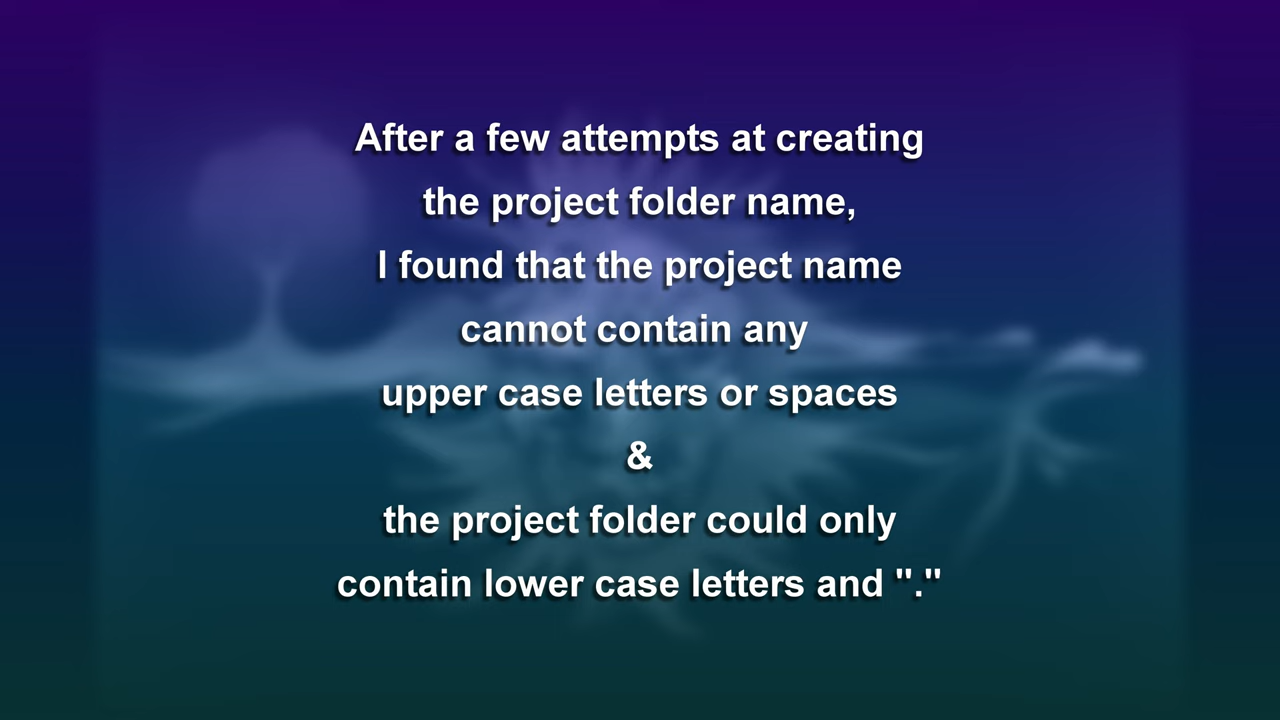 After a few attempts at creating
the project folder name,
I found that the project name
cannot contain any
upper case letters or spaces
&
the project folder could only
contain lower case letters and "."